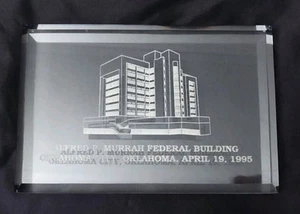 ALFRED P. MURRAH FEDERAL BUILDING
OKLAHOMA CITY, OKLAHOMA, APRIL 19, 1995